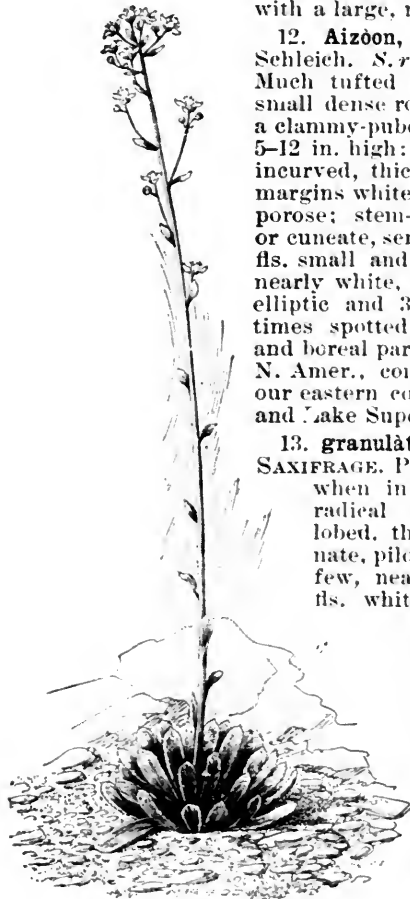 with a large, r
12. Aizòon,
Schleich. S. r
Much tufted
small dense ro
a clammy-pube
5–12 in. high:
incurved, thic
margins white
porose; stem-
or cuneate, ser
fls. small and
nearly white,
elliptic and 3
times spotted
and boreal par
N. Amer., con
our eastern co
and Lake Supe
13. granulàt
SAXIFRAGE. P
when in
radical
lobed, th
nate, pilo
few, nea
fls. whit